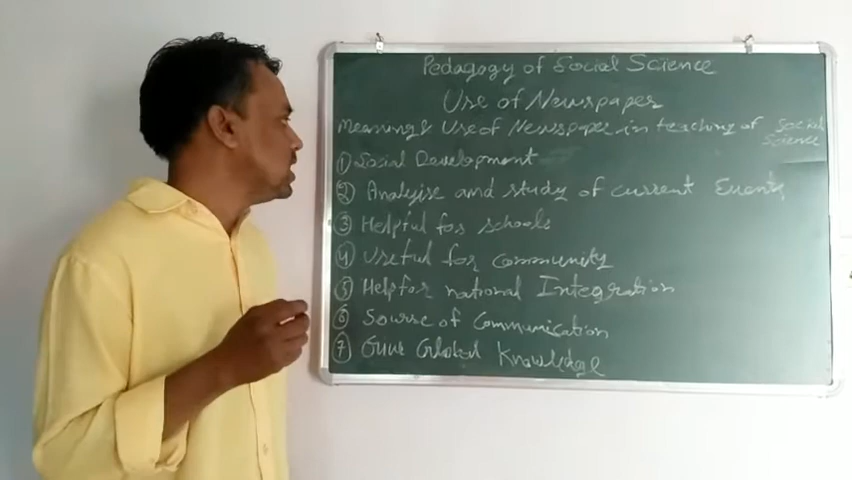 Pedagogy of Social Science
Use of Newspaper
Meaning & Use of Newspaper in teaching of Social Science
① Social Development
② Analyise and study of current Events
③ Helpful for schools
④ Useful for Community
⑤ Help for national Integration
⑥ Sourse of Communication
⑦ Give Global Knowledge